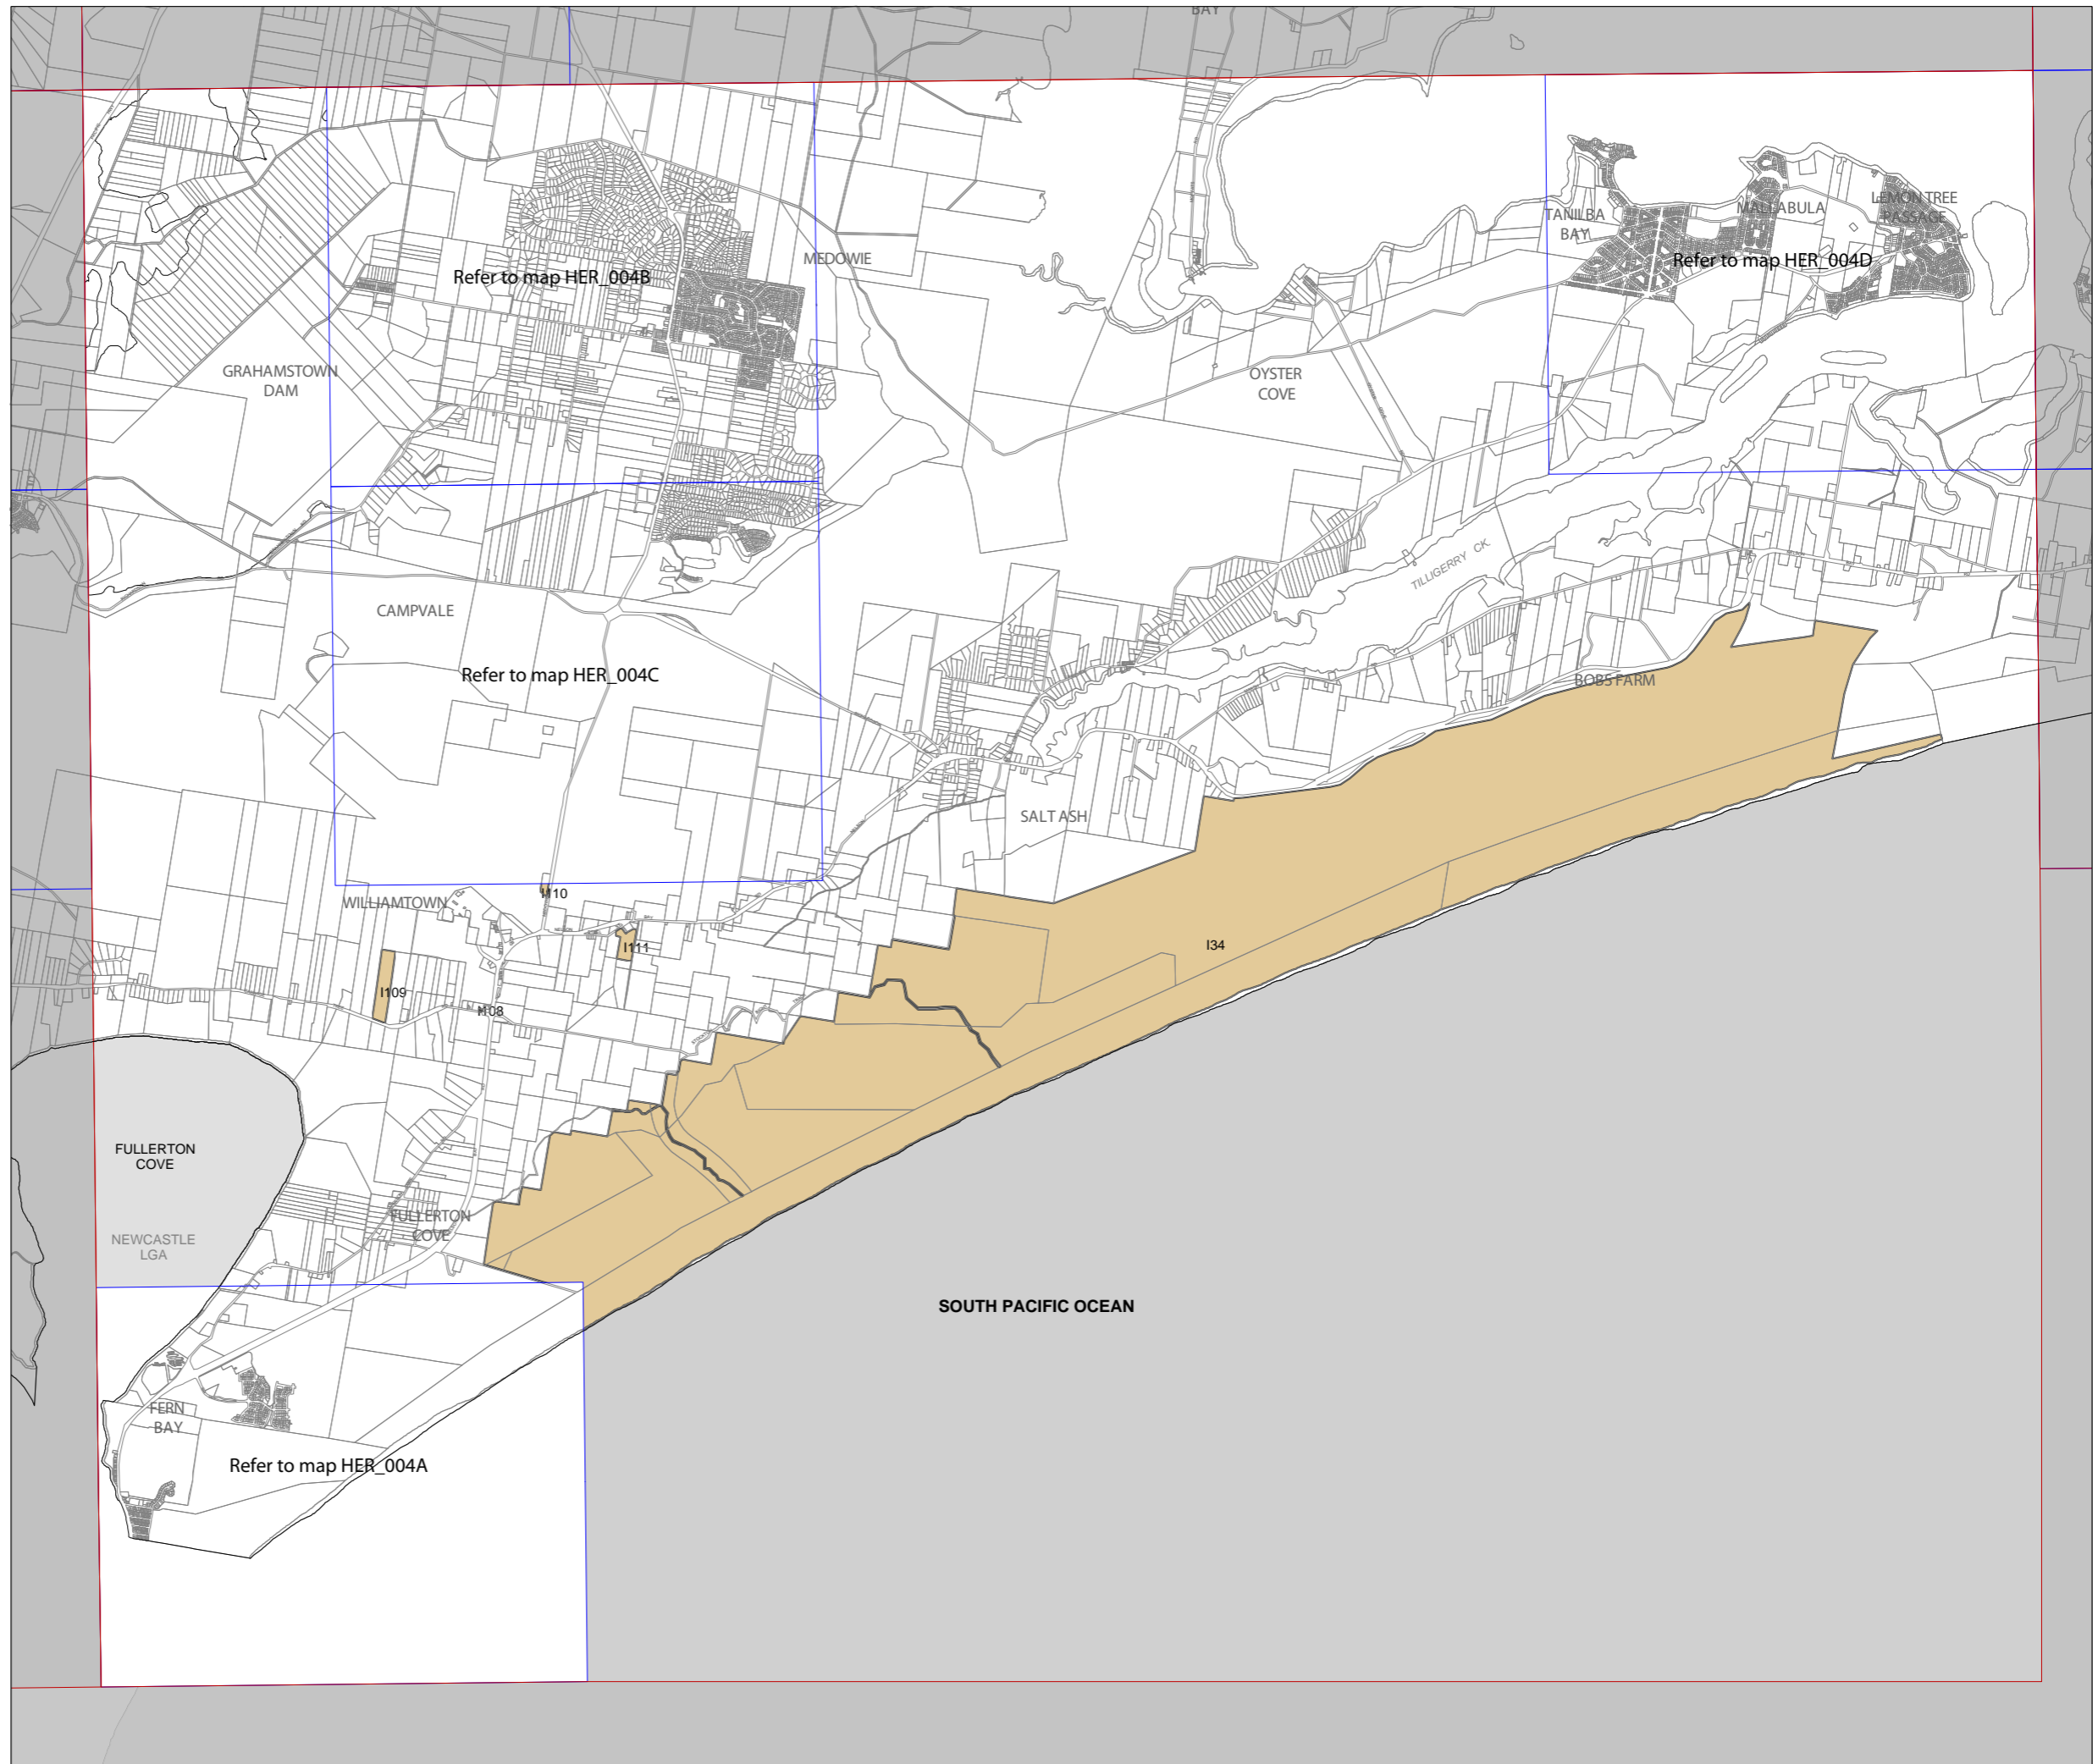 BAY
TANILBA
BAY
MALLABULA
LEMON TREE
PASSAGE
MEDOWIE
Refer to map HER_004B
Refer to map HER_004D
GRAHAMSTOWN
DAM
OYSTER
COVE
TILLIGERRY CK.
CAMPVALE
Refer to map HER_004C
BOBS FARM
SALT ASH
I110
WILLIAMTOWN
I111
I34
I109
I108
FULLERTON
COVE
FULLERTON
COVE
NEWCASTLE
LGA
SOUTH PACIFIC OCEAN
FERN
BAY
Refer to map HER_004A